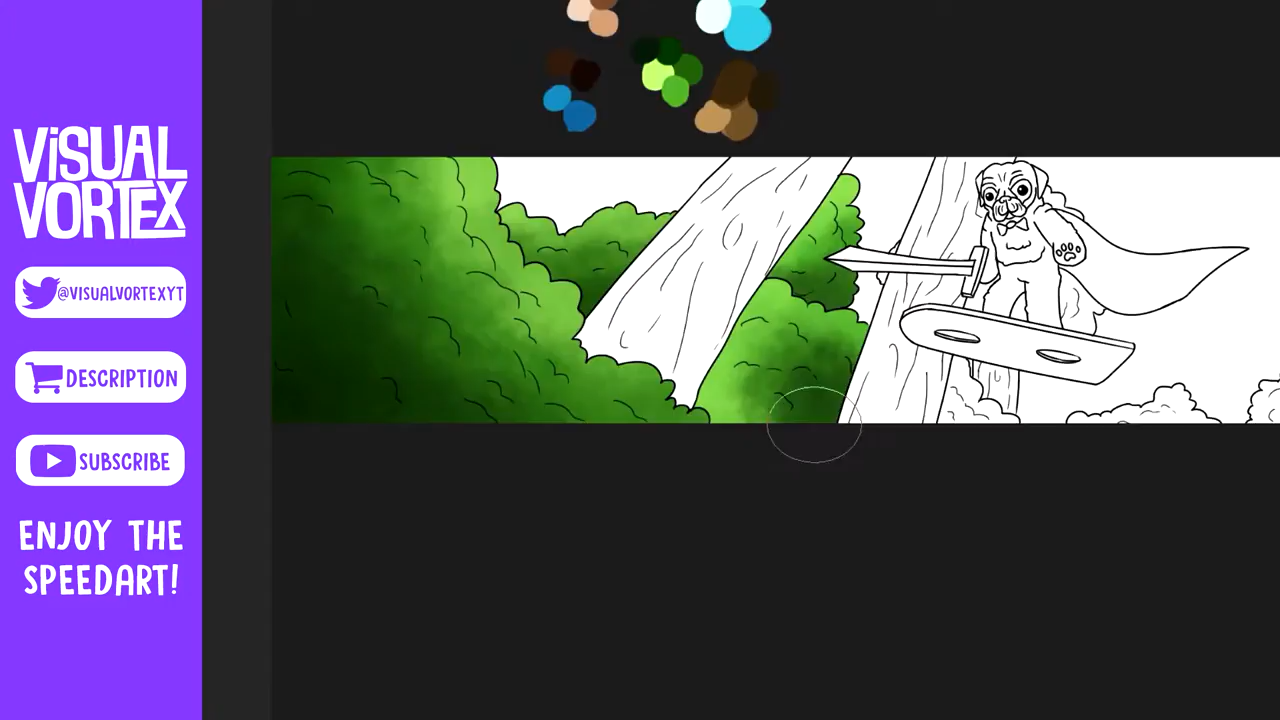 ViSUAL
VORTEX
@VISUALVORTEXYT
DESCRIPTION
SUBSCRIBE
ENJOY THE
SPEEDART!